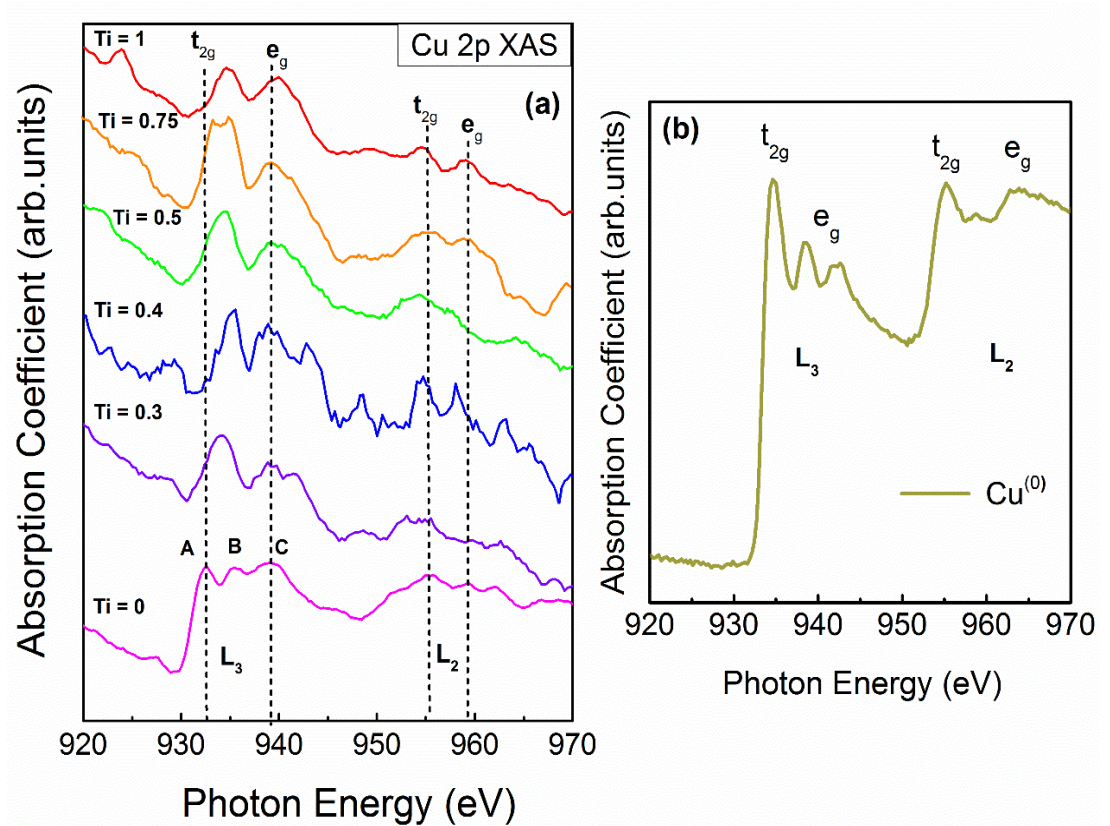 Cu 2p XAS
(a)
Ti = 1
t2g
eg
t2g
eg
Ti = 0.75
Ti = 0.5
Ti = 0.4
Ti = 0.3
A
B
C
Ti = 0
L3
L2
Absorption Coefficient (arb.units)
920 930 940 950 960 970
Photon Energy (eV)
(b)
t2g
eg
t2g
eg
L3
L2
Cu(0)
Absorption Coefficient (arb.units)
920 930 940 950 960 970
Photon Energy (eV)